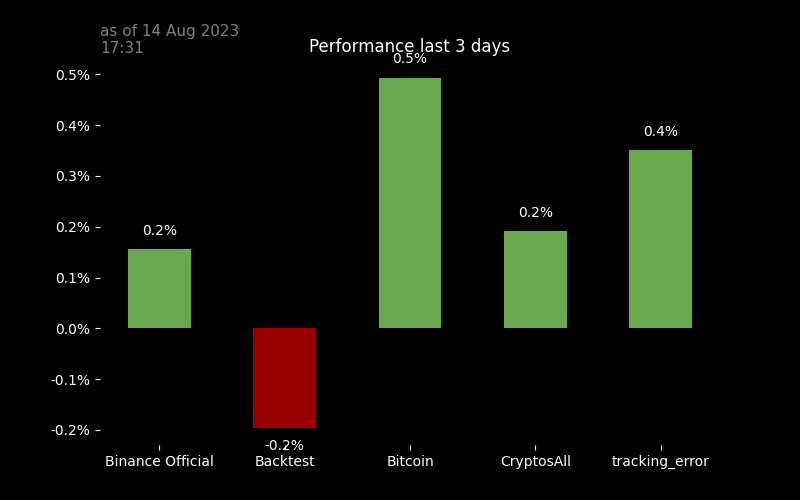 as of 14 Aug 2023
17:31
Performance last 3 days
0.5%
0.5%
0.4%
0.4%
0.3%
0.2%
0.2%
0.2%
0.1%
0.0%
-0.1%
-0.2%
-0.2%
Binance Official
Backtest
Bitcoin
CryptosAll
tracking_error